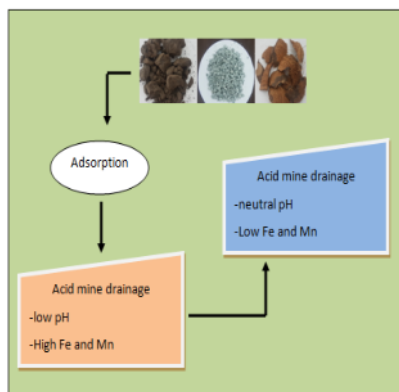 Adsorption
Acid mine drainage
-low pH
-High Fe and Mn
Acid mine drainage
-neutral pH
-Low Fe and Mn